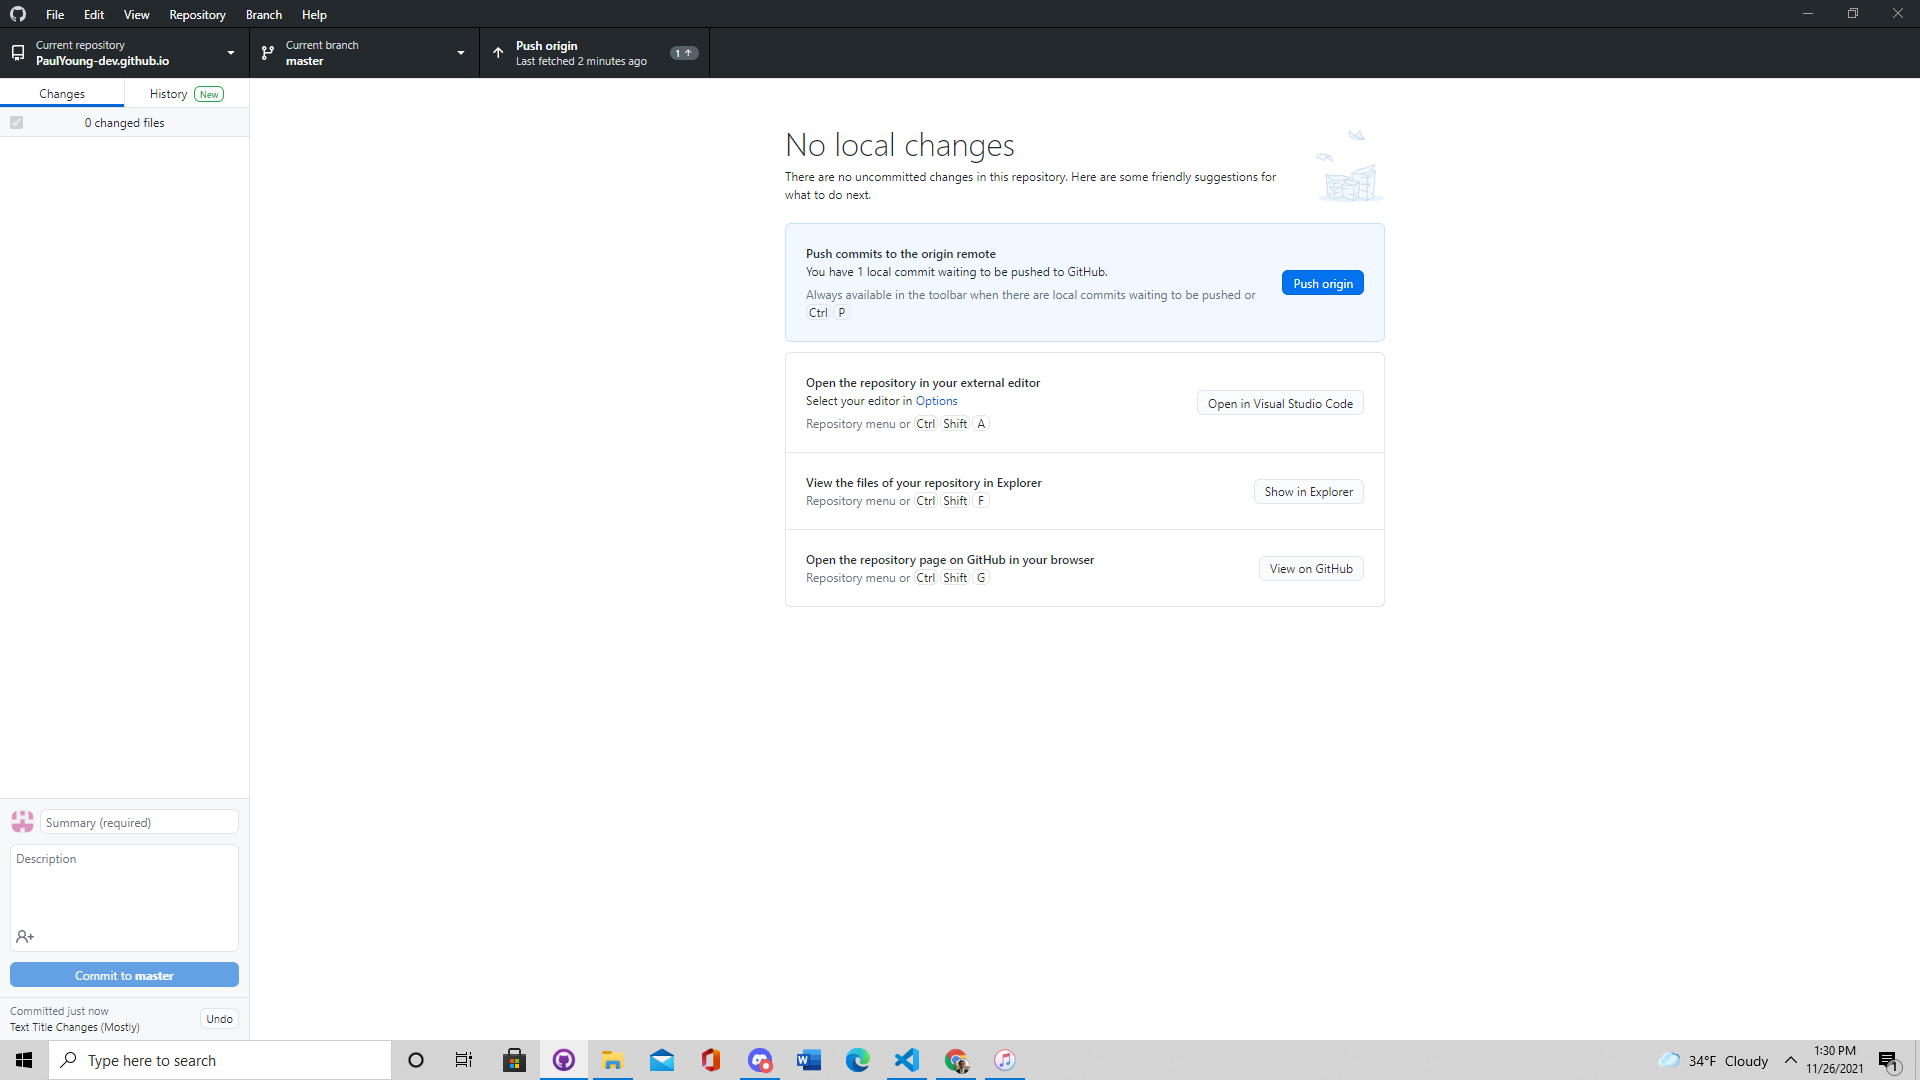 File Edit View Repository Branch Help
Current repository
PaulYoung-dev.github.io
Current branch
master
Push origin
Last fetched 2 minutes ago
1
Changes
History New
0 changed files
No local changes
There are no uncommitted changes in this repository. Here are some friendly suggestions for
what to do next.
Push commits to the origin remote
You have 1 local commit waiting to be pushed to GitHub.
Always available in the toolbar when there are local commits waiting to be pushed or
Ctrl P
Push origin
Open the repository in your external editor
Select your editor in Options
Repository menu or Ctrl Shift A
Open in Visual Studio Code
View the files of your repository in Explorer
Repository menu or Ctrl Shift F
Show in Explorer
Open the repository page on GitHub in your browser
Repository menu or Ctrl Shift G
View on GitHub
Summary (required)
Description
Commit to master
Committed just now
Text Title Changes (Mostly)
Undo
Type here to search
34°F Cloudy
1:30 PM
11/26/2021
1